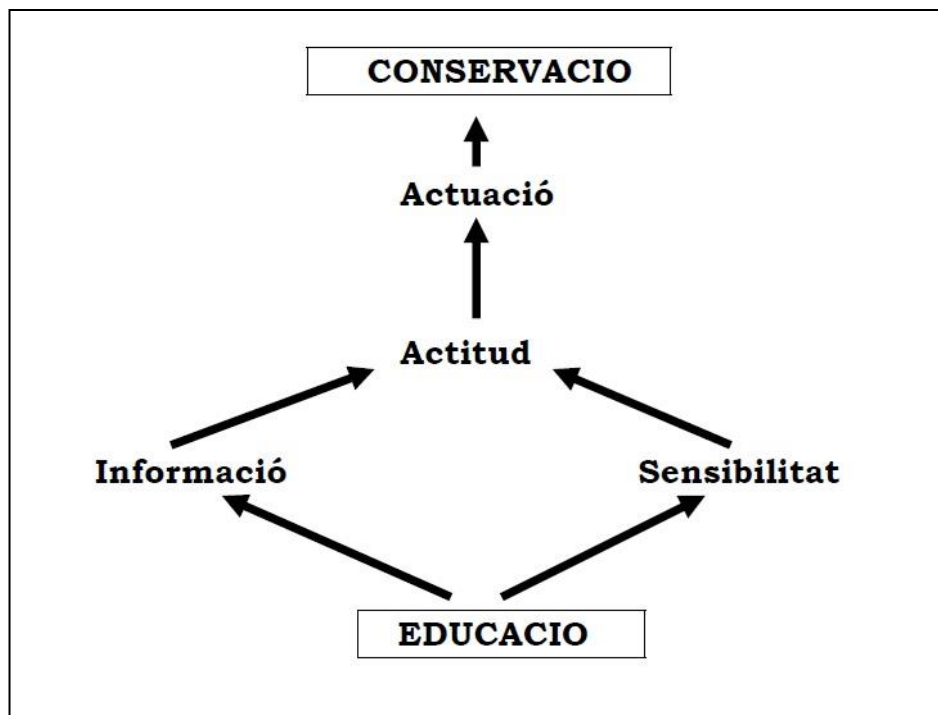 CONSERVACIO
Actuació
Actitud
Informació Sensibilitat
EDUCACIO